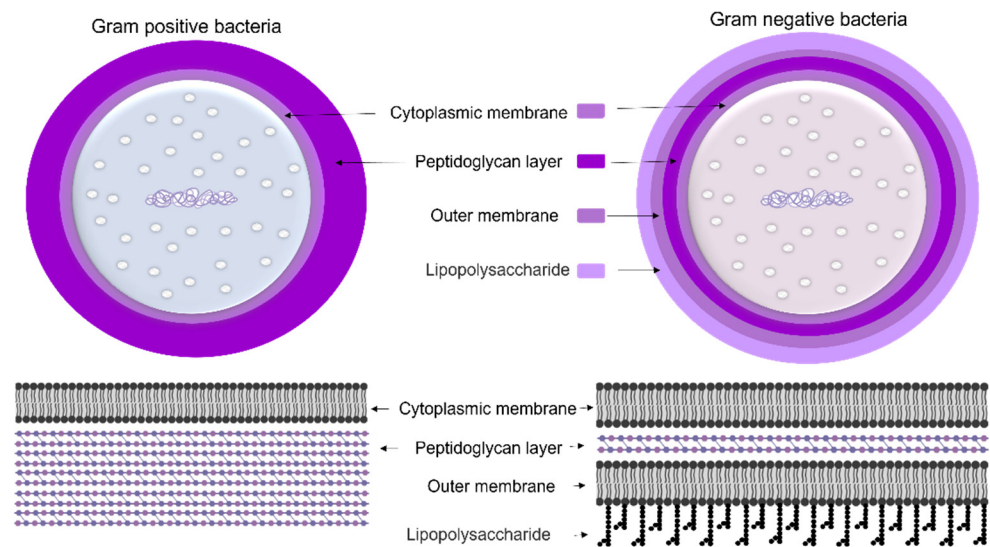 Gram positive bacteria
Gram negative bacteria
Cytoplasmic membrane
Peptidoglycan layer
Outer membrane
Lipopolysaccharide
Cytoplasmic membrane
Peptidoglycan layer
Outer membrane
Lipopolysaccharide